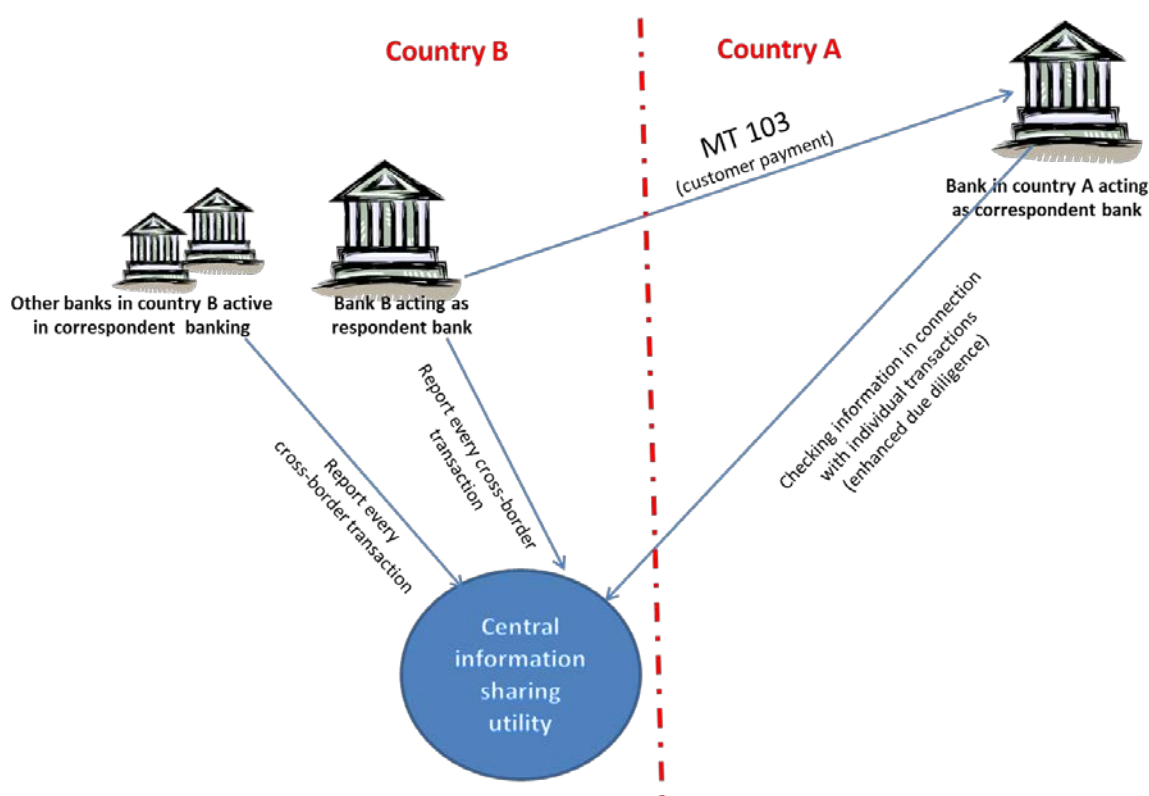 Country B
Country A
MT 103
(customer payment)
Bank in country A acting
as correspondent bank
Other banks in country B active
in correspondent  banking
Bank B acting as
respondent bank
Report every
cross-border transaction
Report every cross-border
transaction
Checking information in connection
with individual transactions
(enhanced due diligence)
Central
information
sharing
utility